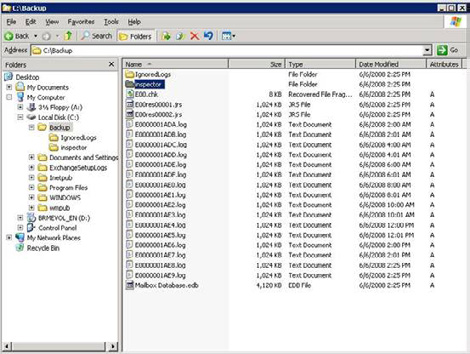 C:\Backup
File Edit View Favorites Tools Help
Back Search Folders
Address C:\Backup Go
Folders
Desktop
My Documents
My Computer
3½ Floppy (A:)
Local Disk (C:)
Backup
IgnoredLogs
inspector
Documents and Settings
ExchangeSetupLogs
Inetpub
Program Files
WINDOWS
wmpub
BRMEVOL_EN (D:)
Control Panel
My Network Places
Recycle Bin
Name Size Type Date Modified Attributes
IgnoredLogs File Folder 6/6/2008 2:25 PM
inspector File Folder 6/6/2008 2:25 PM
E00.chk 8 KB Recovered File Frag... 6/6/2008 2:25 PM A
E00res00001.jrs 1,024 KB JRS File 6/6/2008 2:25 PM A
E00res00002.jrs 1,024 KB JRS File 6/6/2008 2:25 PM A
E0000001ADA.log 1,024 KB Text Document 6/6/2008 2:00 AM A
E0000001ADB.log 1,024 KB Text Document 6/6/2008 2:01 AM A
E0000001ADC.log 1,024 KB Text Document 6/6/2008 4:00 AM A
E0000001ADD.log 1,024 KB Text Document 6/6/2008 4:01 AM A
E0000001ADE.log 1,024 KB Text Document 6/6/2008 6:00 AM A
E0000001ADF.log 1,024 KB Text Document 6/6/2008 6:01 AM A
E0000001AE0.log 1,024 KB Text Document 6/6/2008 8:00 AM A
E0000001AE1.log 1,024 KB Text Document 6/6/2008 8:01 AM A
E0000001AE2.log 1,024 KB Text Document 6/6/2008 10:00 AM A
E0000001AE3.log 1,024 KB Text Document 6/6/2008 10:01 AM A
E0000001AE4.log 1,024 KB Text Document 6/6/2008 12:00 PM A
E0000001AE5.log 1,024 KB Text Document 6/6/2008 12:01 PM A
E0000001AE6.log 1,024 KB Text Document 6/6/2008 2:00 PM A
E0000001AE7.log 1,024 KB Text Document 6/6/2008 2:01 PM A
E0000001AE8.log 1,024 KB Text Document 6/6/2008 2:25 PM A
E0000001AE9.log 1,024 KB Text Document 6/6/2008 2:25 PM A
Mailbox Database.edb 4,120 KB EDB File 6/6/2008 2:25 PM A